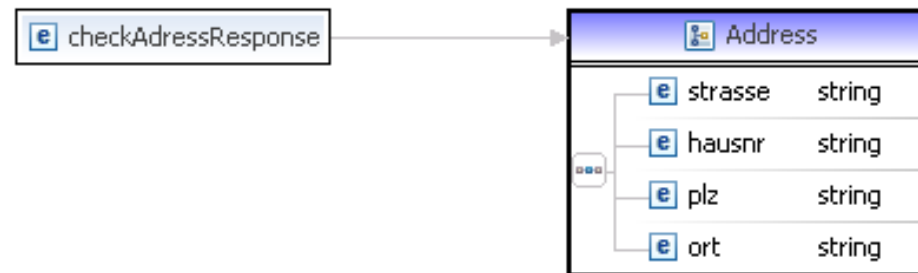 checkAdressResponse
Address
strasse string
hausnr string
plz string
ort string